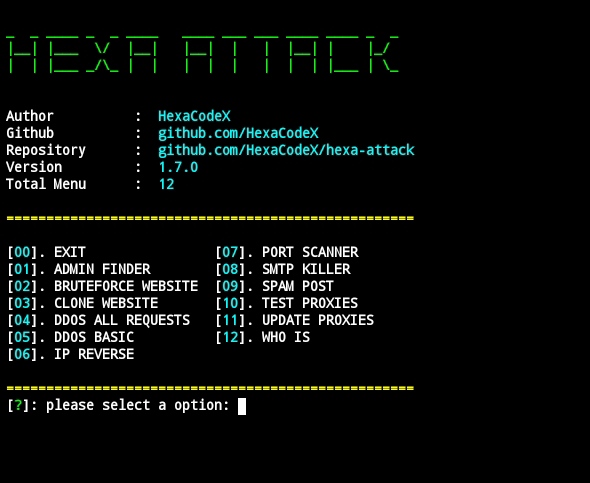 HEXA ATTACK
Author : HexaCodeX
Github : github.com/HexaCodeX
Repository : github.com/HexaCodeX/hexa-attack
Version : 1.7.0
Total Menu : 12
===================================================
[00]. EXIT [07]. PORT SCANNER
[01]. ADMIN FINDER [08]. SMTP KILLER
[02]. BRUTEFORCE WEBSITE [09]. SPAM POST
[03]. CLONE WEBSITE [10]. TEST PROXIES
[04]. DDOS ALL REQUESTS [11]. UPDATE PROXIES
[05]. DDOS BASIC [12]. WHO IS
[06]. IP REVERSE
===================================================
[?]: please select a option: